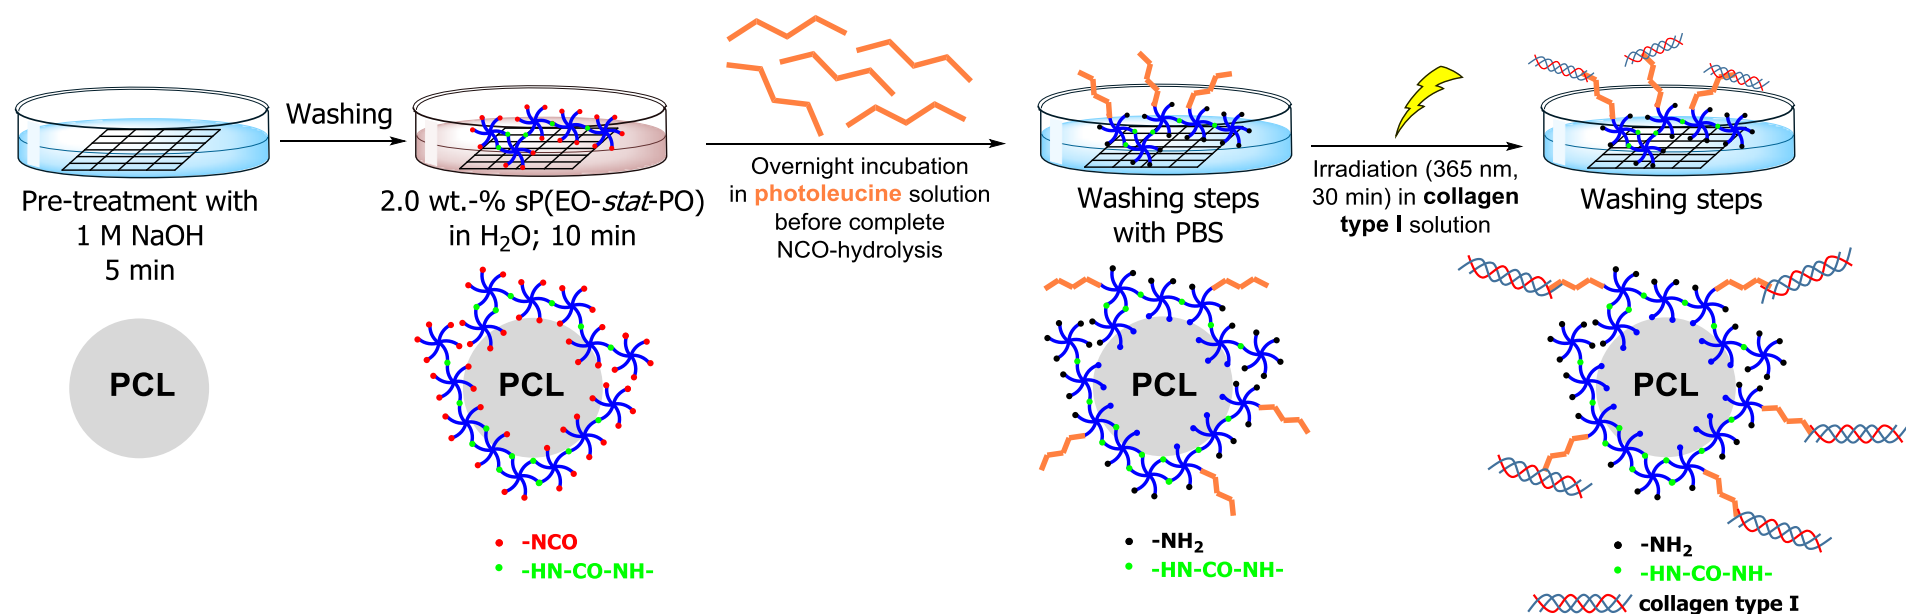 Pre-treatment with
1 M NaOH
5 min
Washing
2.0 wt.-% sP(EO-stat-PO)
in H₂O; 10 min
Overnight incubation
in photoleucine solution
before complete
NCO-hydrolysis
Washing steps
with PBS
Irradiation (365 nm,
30 min) in collagen
type I solution
Washing steps
PCL
PCL
PCL
PCL
-NCO
-HN-CO-NH-
-NH₂
-HN-CO-NH-
-NH₂
-HN-CO-NH-
collagen type I